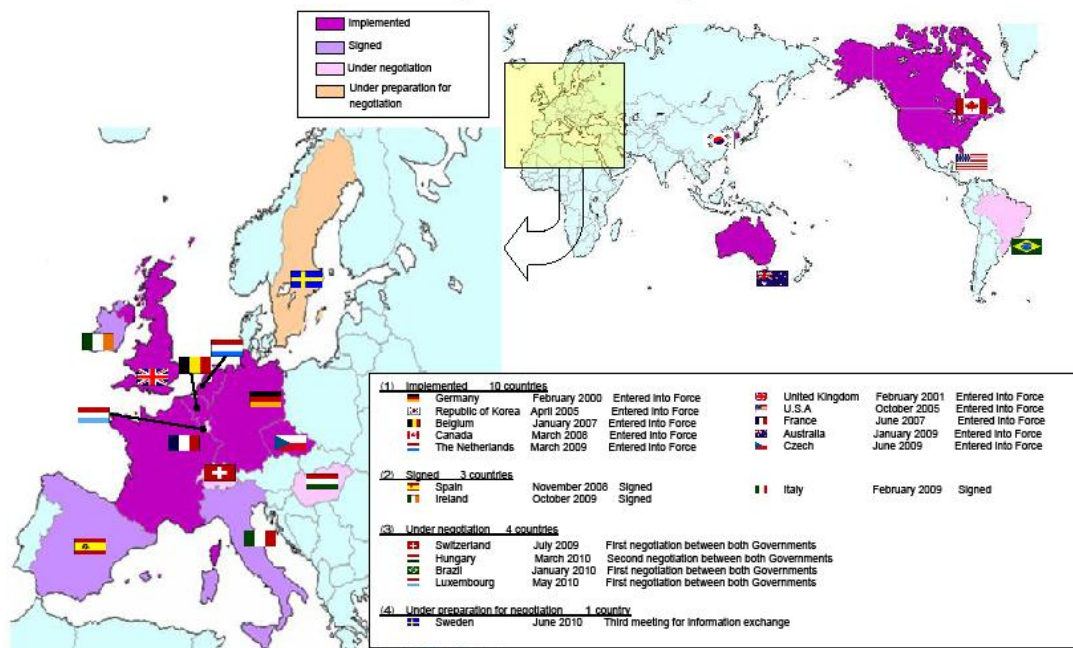 Implemented
Signed
Under negotiation
Under preparation for
negotiation
(1) Implemented 10 countries
Germany February 2000 Entered Into Force
Republic of Korea April 2005 Entered Into Force
Belgium January 2007 Entered Into Force
Canada March 2008 Entered Into Force
The Netherlands March 2009 Entered Into Force
United Kingdom February 2001 Entered Into Force
U.S.A October 2005 Entered Into Force
France June 2007 Entered Into Force
Australia January 2009 Entered Into Force
Czech June 2009 Entered Into Force
(2) Signed 3 countries
Spain November 2008 Signed
Ireland October 2009 Signed
Italy February 2009 Signed
(3) Under negotiation 4 countries
Switzerland July 2009 First negotiation between both Governments
Hungary March 2010 Second negotiation between both Governments
Brazil January 2010 First negotiation between both Governments
Luxembourg May 2010 First negotiation between both Governments
(4) Under preparation for negotiation 1 country
Sweden June 2010 Third meeting for information exchange